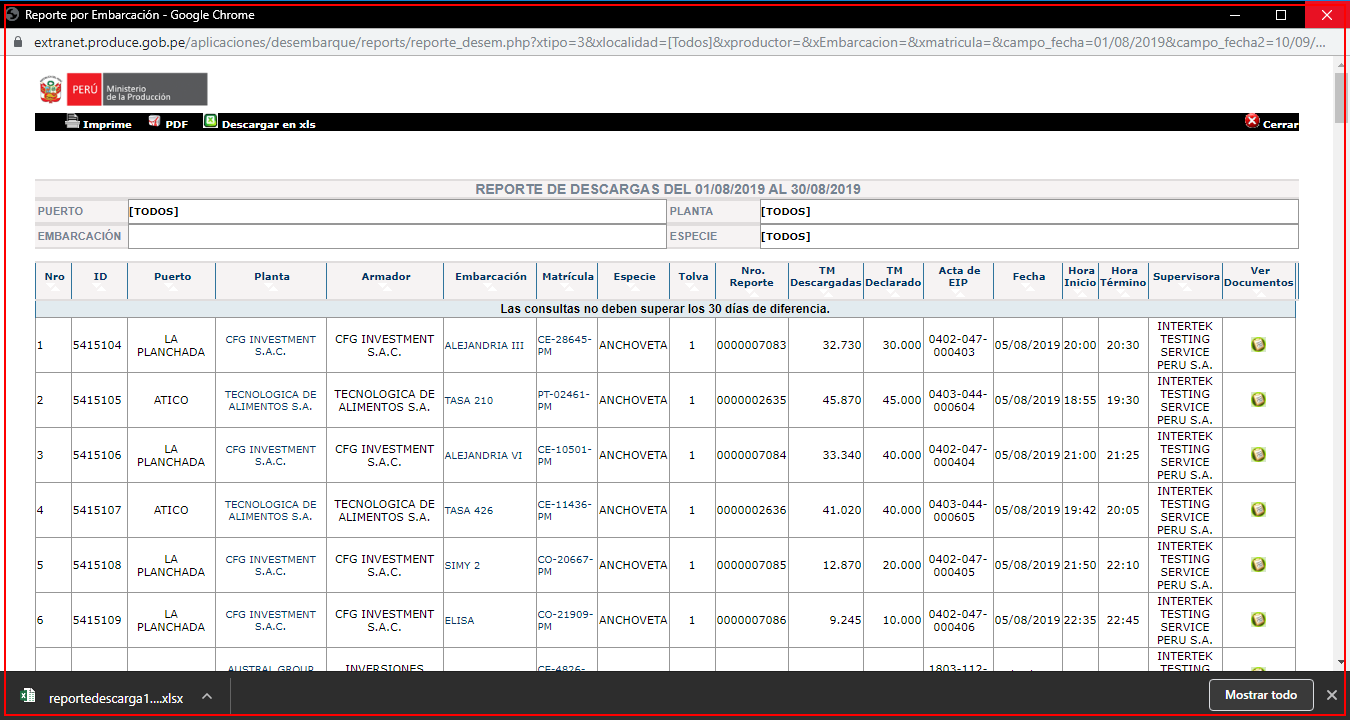 Reporte por Embarcación - Google Chrome
extranet.produce.gob.pe/aplicaciones/desembarque/reports/reporte_desem.php?xtipo=3&xlocalidad=[Todos]&xproductor=&xEmbarcacion=&xmatricula=&campo_fecha=01/08/2019&campo_fecha2=10/09/...
PERÚ Ministerio
de la Producción
Imprime PDF Descargar en xls Cerrar
REPORTE DE DESCARGAS DEL 01/08/2019 AL 30/08/2019
PUERTO [TODOS] PLANTA [TODOS]
EMBARCACIÓN ESPECIE [TODOS]
Nro ID Puerto Planta Armador Embarcación Matrícula Especie Tolva Nro. Reporte TM Descargadas TM Declarado Acta de EIP Fecha Hora Inicio Hora Término Supervisora Ver Documentos
Las consultas no deben superar los 30 días de diferencia.
1 5415104 LA PLANCHADA CFG INVESTMENT S.A.C. CFG INVESTMENT S.A.C. ALEJANDRIA III CE-28645-PM ANCHOVETA 1 0000007083 32.730 30.000 0402-047-000403 05/08/2019 20:00 20:30 INTERTEK TESTING SERVICE PERU S.A.
2 5415105 ATICO TECNOLOGICA DE ALIMENTOS S.A. TECNOLOGICA DE ALIMENTOS S.A. TASA 210 PT-02461-PM ANCHOVETA 1 0000002635 45.870 45.000 0403-044-000604 05/08/2019 18:55 19:30 INTERTEK TESTING SERVICE PERU S.A.
3 5415106 LA PLANCHADA CFG INVESTMENT S.A.C. CFG INVESTMENT S.A.C. ALEJANDRIA VI CE-10501-PM ANCHOVETA 1 0000007084 33.340 40.000 0402-047-000404 05/08/2019 21:00 21:25 INTERTEK TESTING SERVICE PERU S.A.
4 5415107 ATICO TECNOLOGICA DE ALIMENTOS S.A. TECNOLOGICA DE ALIMENTOS S.A. TASA 426 CE-11436-PM ANCHOVETA 1 0000002636 41.020 40.000 0403-044-000605 05/08/2019 19:42 20:05 INTERTEK TESTING SERVICE PERU S.A.
5 5415108 LA PLANCHADA CFG INVESTMENT S.A.C. CFG INVESTMENT S.A.C. SIMY 2 CO-20667-PM ANCHOVETA 1 0000007085 12.870 20.000 0402-047-000405 05/08/2019 21:50 22:10 INTERTEK TESTING SERVICE PERU S.A.
6 5415109 LA PLANCHADA CFG INVESTMENT S.A.C. CFG INVESTMENT S.A.C. ELISA CO-21909-PM ANCHOVETA 1 0000007086 9.245 10.000 0402-047-000406 05/08/2019 22:35 22:45 INTERTEK TESTING SERVICE PERU S.A.
AUSTRAL GROUP INVERSIONES CE-4826- 1803-112- INTERTEK TESTING
reportedescarga1....xlsx Mostrar todo